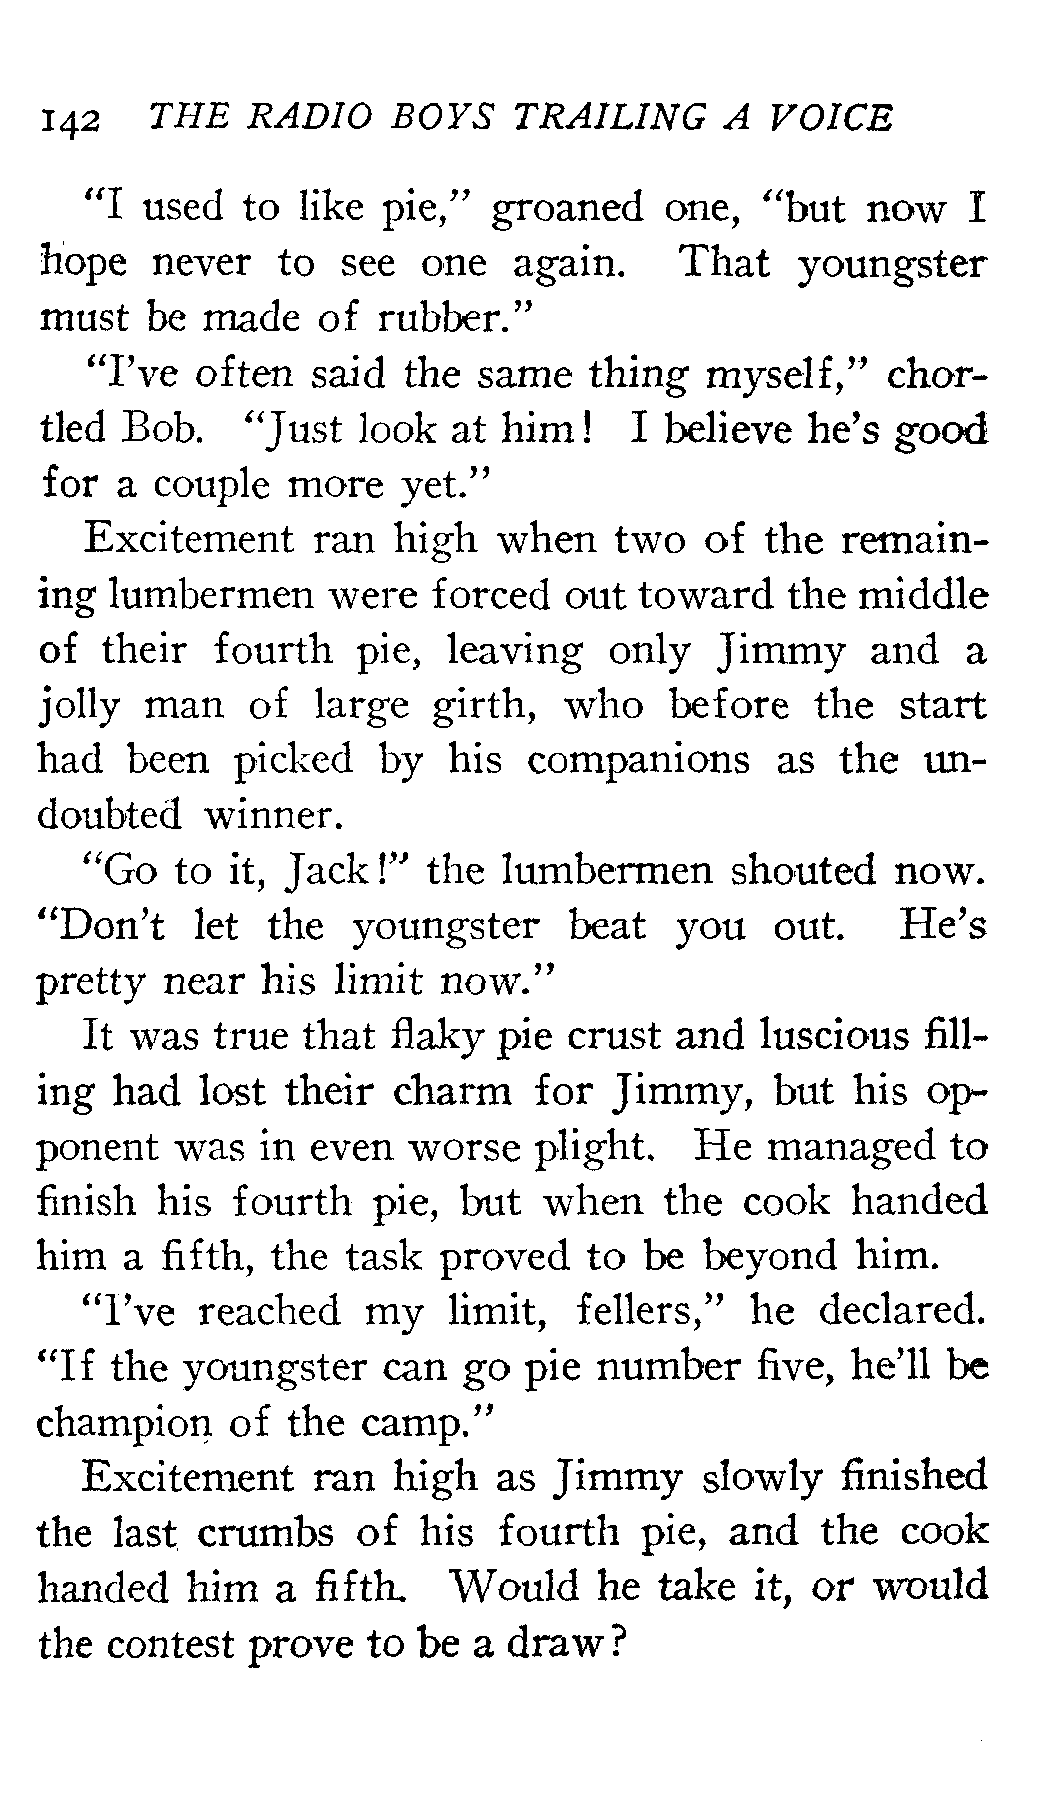 142 THE RADIO BOYS TRAILING A VOICE
“I used to like pie,” groaned one, “but now I
hope never to see one again. That youngster
must be made of rubber.”
“I’ve often said the same thing myself,” chor-
tled Bob. “Just look at him! I believe he’s good
for a couple more yet.”
Excitement ran high when two of the remain-
ing lumbermen were forced out toward the middle
of their fourth pie, leaving only Jimmy and a
jolly man of large girth, who before the start
had been picked by his companions as the un-
doubted winner.
“Go to it, Jack!” the lumbermen shouted now.
“Don’t let the youngster beat you out. He’s
pretty near his limit now.”
It was true that flaky pie crust and luscious fill-
ing had lost their charm for Jimmy, but his op-
ponent was in even worse plight. He managed to
finish his fourth pie, but when the cook handed
him a fifth, the task proved to be beyond him.
“I’ve reached my limit, fellers,” he declared.
“If the youngster can go pie number five, he’ll be
champion of the camp.”
Excitement ran high as Jimmy slowly finished
the last crumbs of his fourth pie, and the cook
handed him a fifth. Would he take it, or would
the contest prove to be a draw?